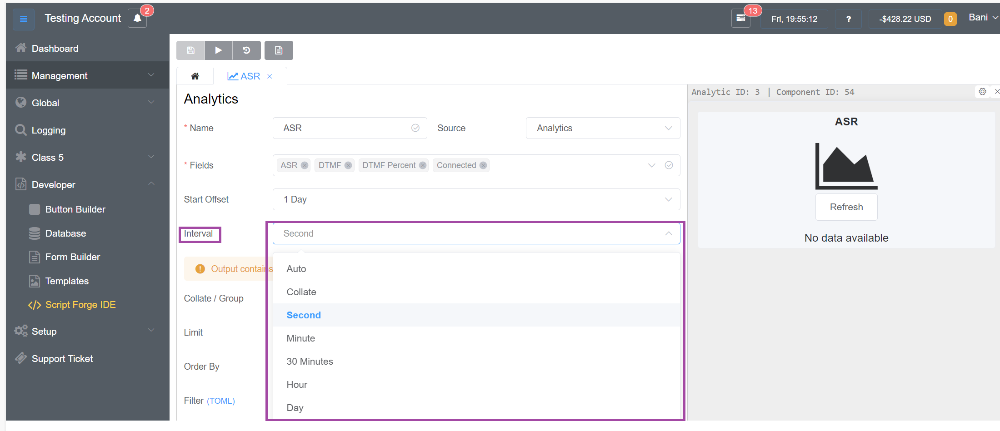 Testing Account
2
13
Fri, 19:55:12
?
-$428.22 USD
0
Bani
Dashboard
Management
Global
Logging
Class 5
Developer
Button Builder
Database
Form Builder
Templates
</> Script Forge IDE
Setup
Support Ticket
ASR
Analytics
* Name
ASR
Source
Analytics
* Fields
ASR
DTMF
DTMF Percent
Connected
Start Offset
1 Day
Interval
Second
Output contains
Auto
Collate
Second
Minute
30 Minutes
Hour
Day
Collate / Group
Limit
Order By
Filter (TOML)
Analytic ID: 3 | Component ID: 54
ASR
Refresh
No data available